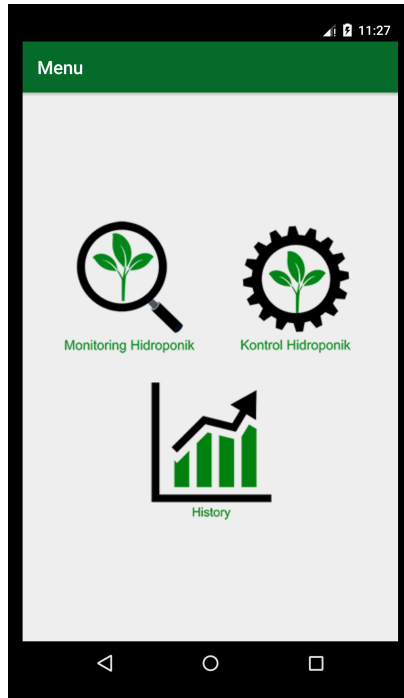 11:27
Menu
Monitoring Hidroponik
Kontrol Hidroponik
History